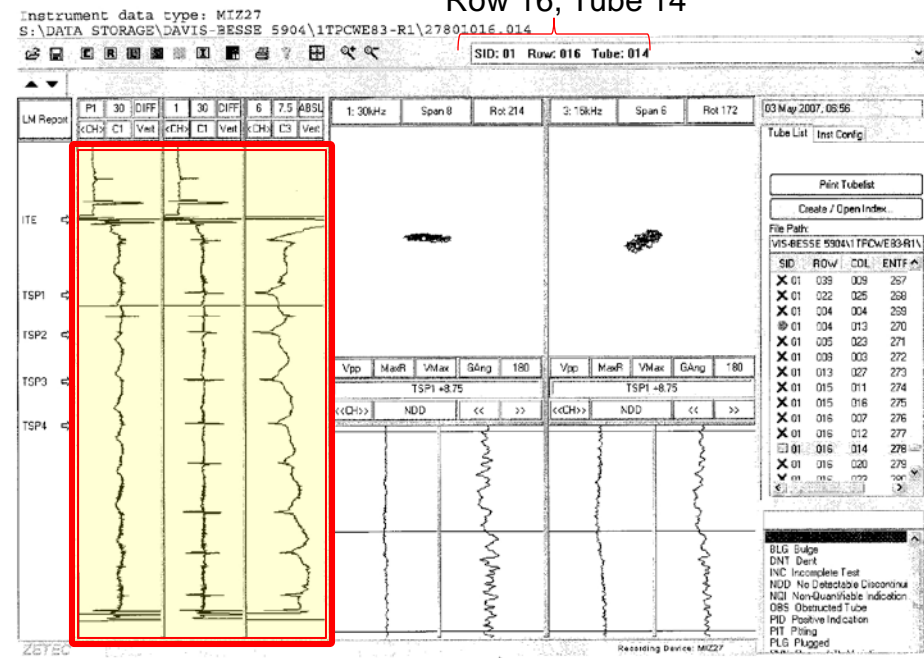 Row 16, Tube 14
Instrument data type: MIZ27
S:\DATA STORAGE\DAVIS-BESSE 5904\1TPCWE83-R1\27801016.014
SID: 01 Row: 016 Tube: 014
LM Report
P1 30 DIFF 1 30 DIFF 6 7.5 ABSL
<CH> C1 Vert <CH> C1 Vert <CH> C3 Vert
1: 30kHz Span 8 Rot 214
3: 15kHz Span 6 Rot 172
03 May 2007, 06:56
Tube List Inst Config
Print Tubelist
Create / Open Index...
File Path:
VIS-BESSE 5904\1TPCWE83-R1\
SID ROW COL ENTF
01 039 009 267
01 022 025 268
01 004 004 269
01 004 013 270
01 005 023 271
01 009 003 272
01 013 027 273
01 015 011 274
01 015 016 275
01 016 007 276
01 016 012 277
01 016 014 278
01 016 020 279
ITE
TSP1
TSP2
TSP3
TSP4
Vpp MaxR VMax GAng 180
TSP1 +8.75
<<CH>> NDD << >>
Vpp MaxR VMax GAng 180
TSP1 +8.75
<<CH>> NDD << >>
BLG Bulge
DNT Dent
INC Incomplete Test
NDD No Detectable Discontinui
NQI Non-Quantifiable Indication
OBS Obstructed Tube
PID Positive Indication
PIT Pitting
PLG Plugged
ZETEC
Recording Device: MIZ27